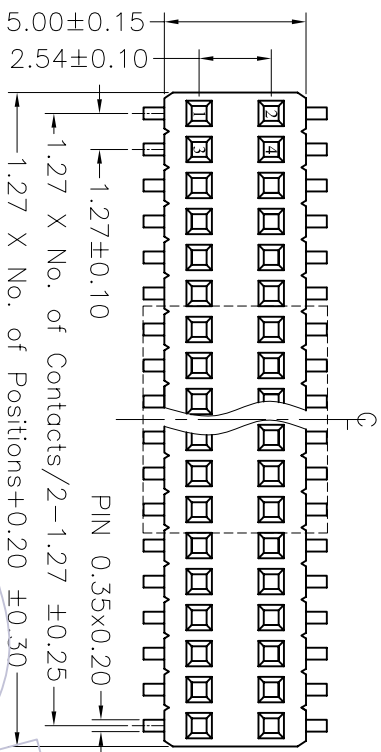 5.00±0.15
2.54±0.10
1 2
3 4
1.27±0.10
PIN 0.35x0.20
1.27 X No. of Contacts/2-1.27 ±0.25
1.27 X No. of Positions+0.20 ±0.30